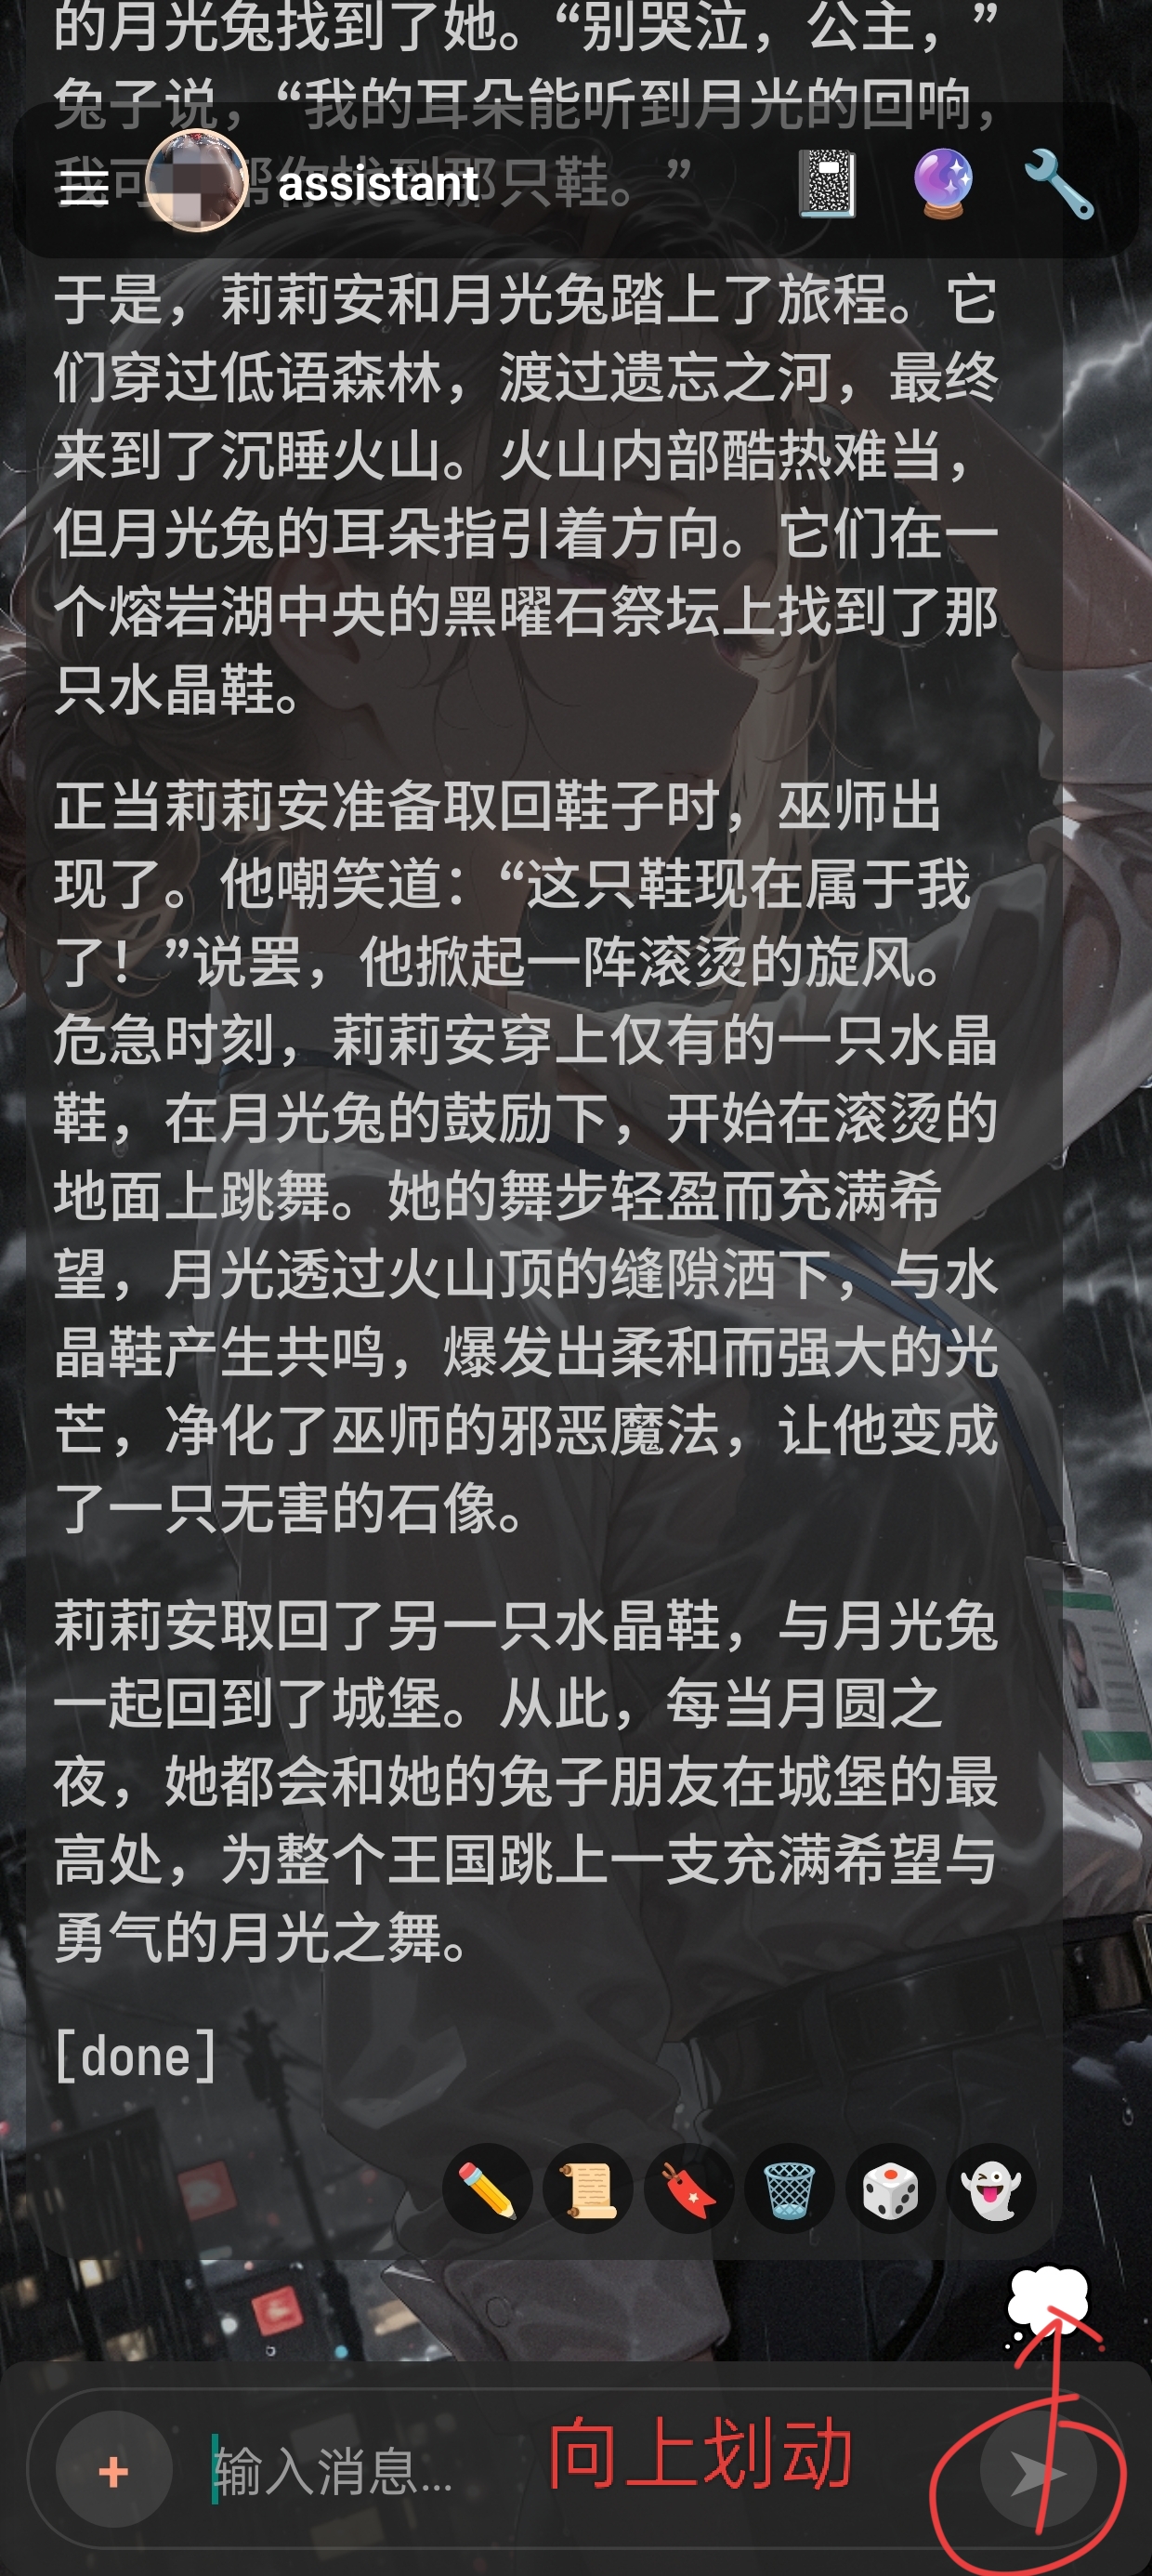 的月光兔找到了她。“别哭泣，公主，”
兔子说，“我的耳朵能听到月光的回响，
我可 帮你找到那只鞋。”
assistant
于是，莉莉安和月光兔踏上了旅程。它
们穿过低语森林，渡过遗忘之河，最终
来到了沉睡火山。火山内部酷热难当，
但月光兔的耳朵指引着方向。它们在一
个熔岩湖中央的黑曜石祭坛上找到了那
只水晶鞋。
正当莉莉安准备取回鞋子时，巫师出
现了。他嘲笑道：“这只鞋现在属于我
了！”说罢，他掀起一阵滚烫的旋风。
危急时刻，莉莉安穿上仅有的一只水晶
鞋，在月光兔的鼓励下，开始在滚烫的
地面上跳舞。她的舞步轻盈而充满希
望，月光透过火山顶的缝隙洒下，与水
晶鞋产生共鸣，爆发出柔和而强大的光
芒，净化了巫师的邪恶魔法，让他变成
了一只无害的石像。
莉莉安取回了另一只水晶鞋，与月光兔
一起回到了城堡。从此，每当月圆之
夜，她都会和她的兔子朋友在城堡的最
高处，为整个王国跳上一支充满希望与
勇气的月光之舞。
[done]
输入消息...
向上划动